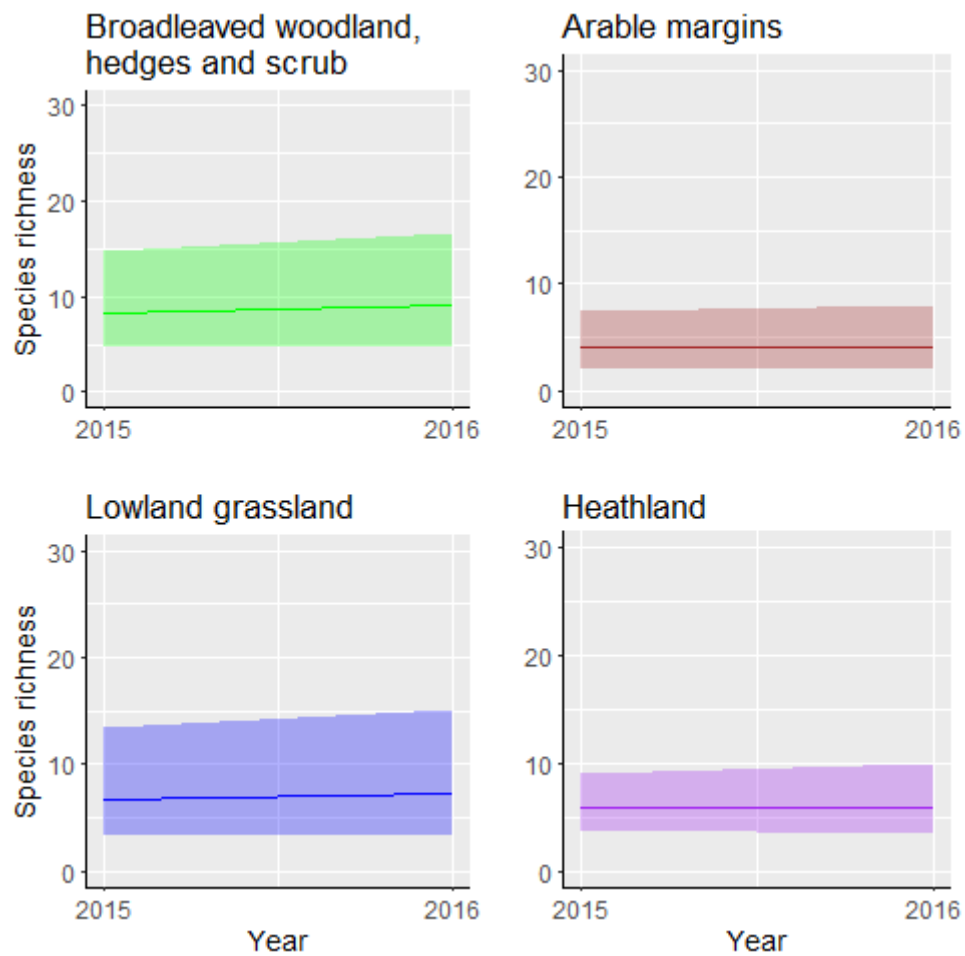 Broadleaved woodland,
hedges and scrub
Species richness
30
20
10
0
2015 2016
Arable margins
30
20
10
0
2015 2016
Lowland grassland
Species richness
30
20
10
0
2015 2016
Year
Heathland
30
20
10
0
2015 2016
Year